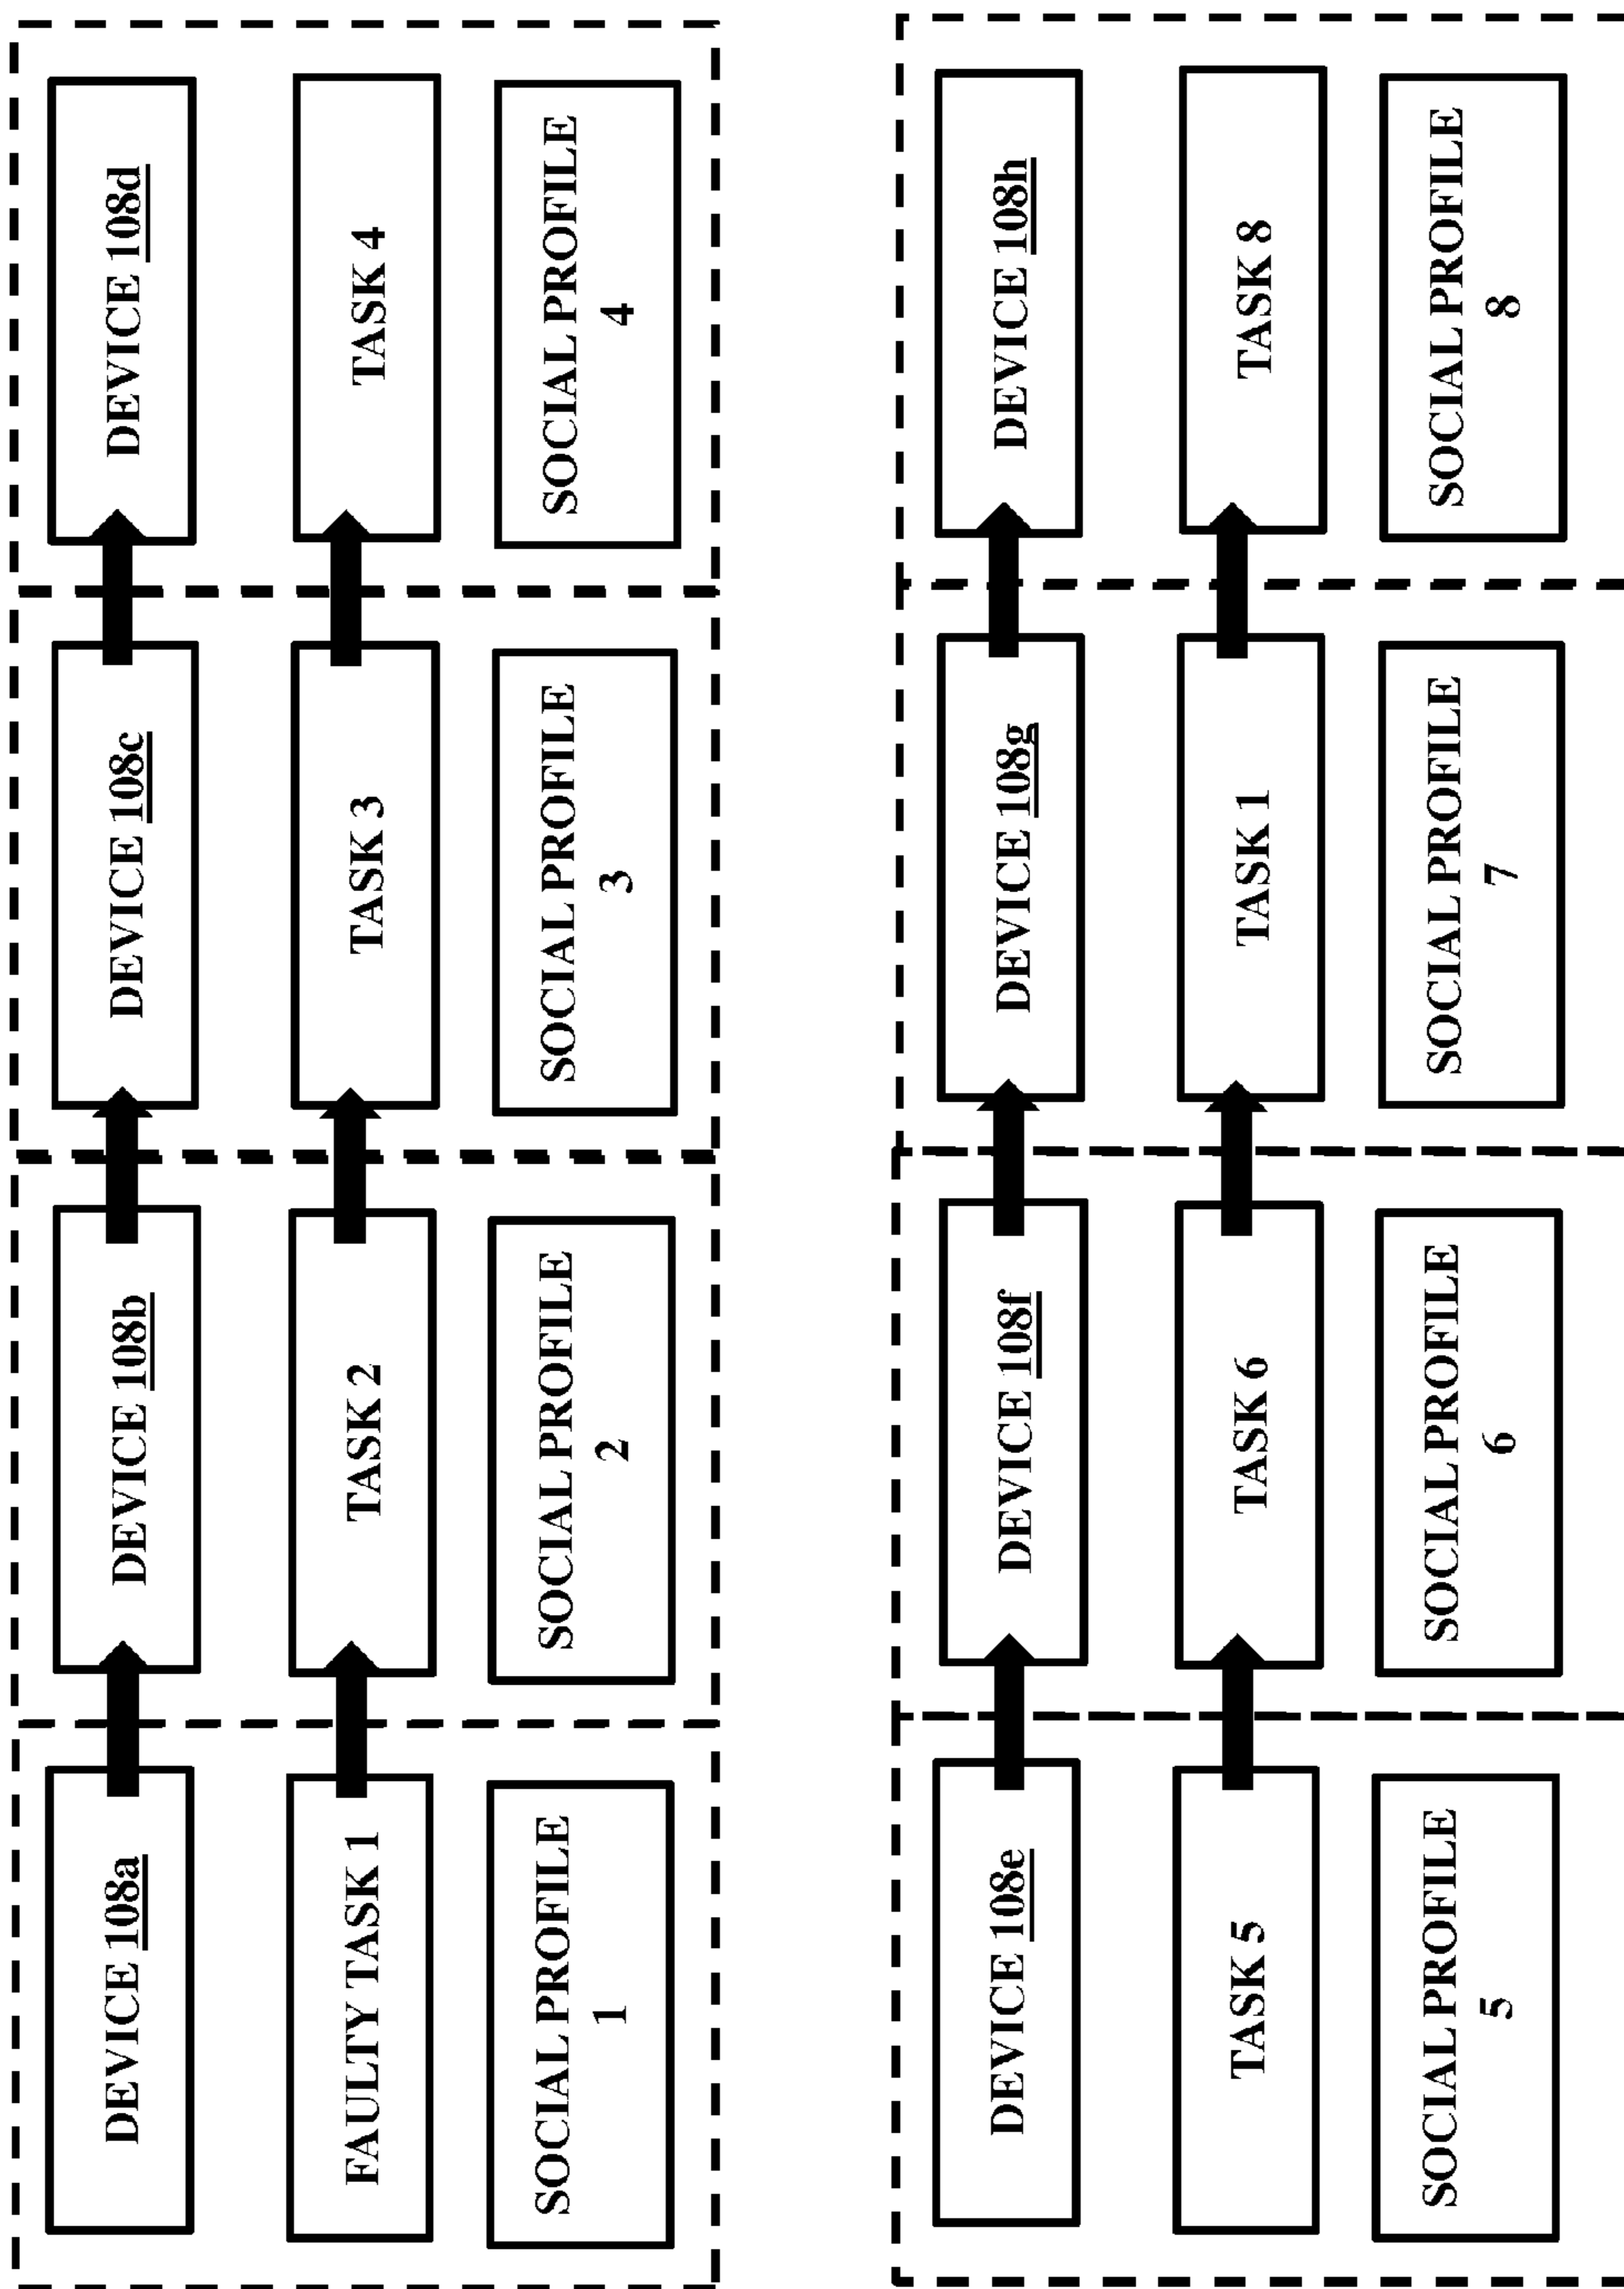 DEVICE 108a
DEVICE 108b
DEVICE 108c
DEVICE 108d
FAULTY TASK 1
TASK 2
TASK 3
TASK 4
SOCIAL PROFILE
1
SOCIAL PROFILE
2
SOCIAL PROFILE
3
SOCIAL PROFILE
4
DEVICE 108e
DEVICE 108f
DEVICE 108g
DEVICE 108h
TASK 5
TASK 6
TASK 1
TASK 8
SOCIAL PROFILE
5
SOCIAL PROFILE
6
SOCIAL PROFILE
7
SOCIAL PROFILE
8